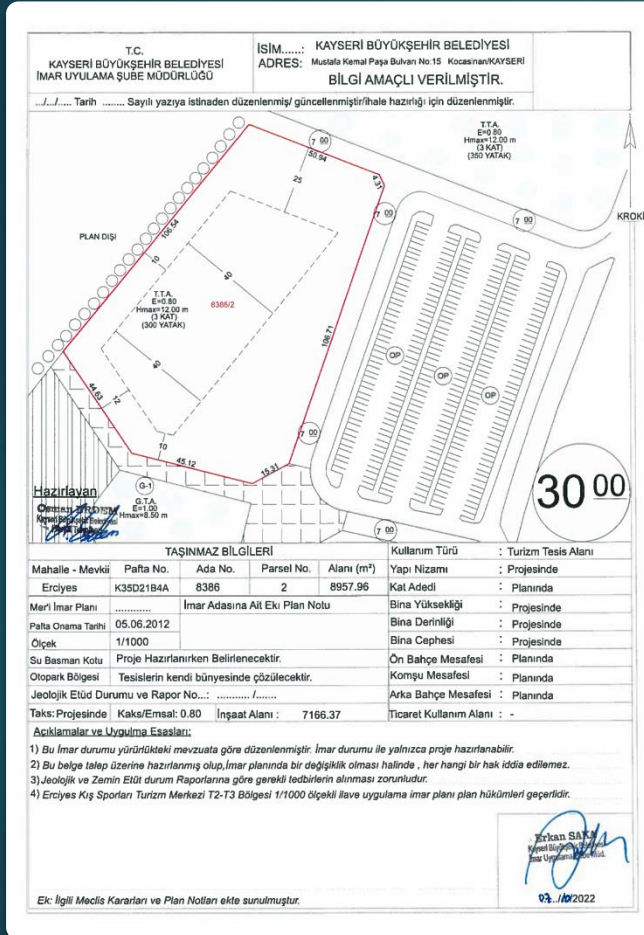 T.C.
KAYSERİ BÜYÜKŞEHİR BELEDİYESİ
İMAR UYULAMA ŞUBE MÜDÜRLÜĞÜ
İSİM......: KAYSERİ BÜYÜKŞEHİR BELEDİYESİ
ADRES: Mustafa Kemal Paşa Bulvarı No:15 Kocasinan/KAYSERİ
BİLGİ AMAÇLI VERİLMİŞTİR.
.../.../..... Tarih ........ Sayılı yazıya istinaden düzenlenmiş/ güncellenmiştir/ihale hazırlığı için düzenlenmiştir.
T.T.A.
E=0.80
Hmax=12.00 m
(3 KAT)
(350 YATAK)
7 00
50.94
25
4.31
7 00
7 00
KROKİ
PLAN DIŞI
106.54
10
40
T.T.A.
E=0.80
Hmax=12.00 m
(3 KAT)
(300 YATAK)
8386/2
106.71
OP
OP
OP
40
44.63
12
10
45.12
15.31
7 00
G-1
G.T.A.
E=1.00
Hmax=8.50 m
30 00
7 00
Hazırlayan
TAŞINMAZ BİLGİLERİ
Mahalle - Mevkii Pafta No. Ada No. Parsel No. Alanı (m²)
Erciyes K35D21B4A 8386 2 8957.96
Mer'i İmar Planı ............ İmar Adasına Ait Ekı Plan Notu
Pafta Onama Tarihi 05.06.2012
Ölçek 1/1000
Su Basman Kotu Proje Hazırlanırken Belirlenecektir.
Otopark Bölgesi Tesislerin kendi bünyesinde çözülecektir.
Jeolojik Etüd Durumu ve Rapor No...: ........... /.......
Taks: Projesinde Kaks/Emsal: 0.80 İnşaat Alanı : 7166.37
Kullanım Türü : Turizm Tesis Alanı
Yapı Nizamı : Projesinde
Kat Adedi : Planında
Bina Yüksekliği : Projesinde
Bina Derinliği : Projesinde
Bina Cephesi : Projesinde
Ön Bahçe Mesafesi : Planında
Komşu Mesafesi : Planında
Arka Bahçe Mesafesi : Planında
Ticaret Kullanım Alanı : -
Açıklamalar ve Uygulma Esasları:
1) Bu İmar durumu yürürlükteki mevzuata göre düzenlenmiştir. İmar durumu ile yalnızca proje hazırlanabilir.
2) Bu belge talep üzerine hazırlanmış olup,İmar planında bir değişiklik olması halinde , her hangi bir hak iddia edilemez.
3)Jeolojik ve Zemin Etüt durum Raporlarına göre gerekli tedbirlerin alınması zorunludur.
4) Erciyes Kış Sporları Turizm Merkezi T2-T3 Bölgesi 1/1000 ölçekli ilave uygulama imar planı plan hükümleri geçerlidir.
Erkan SAKA
Kayseri Büyükşehir Belediyesi
İmar Uygulama Şube Müd.
07../10/2022
Ek: İlgili Meclis Kararları ve Plan Notları ekte sunulmuştur.